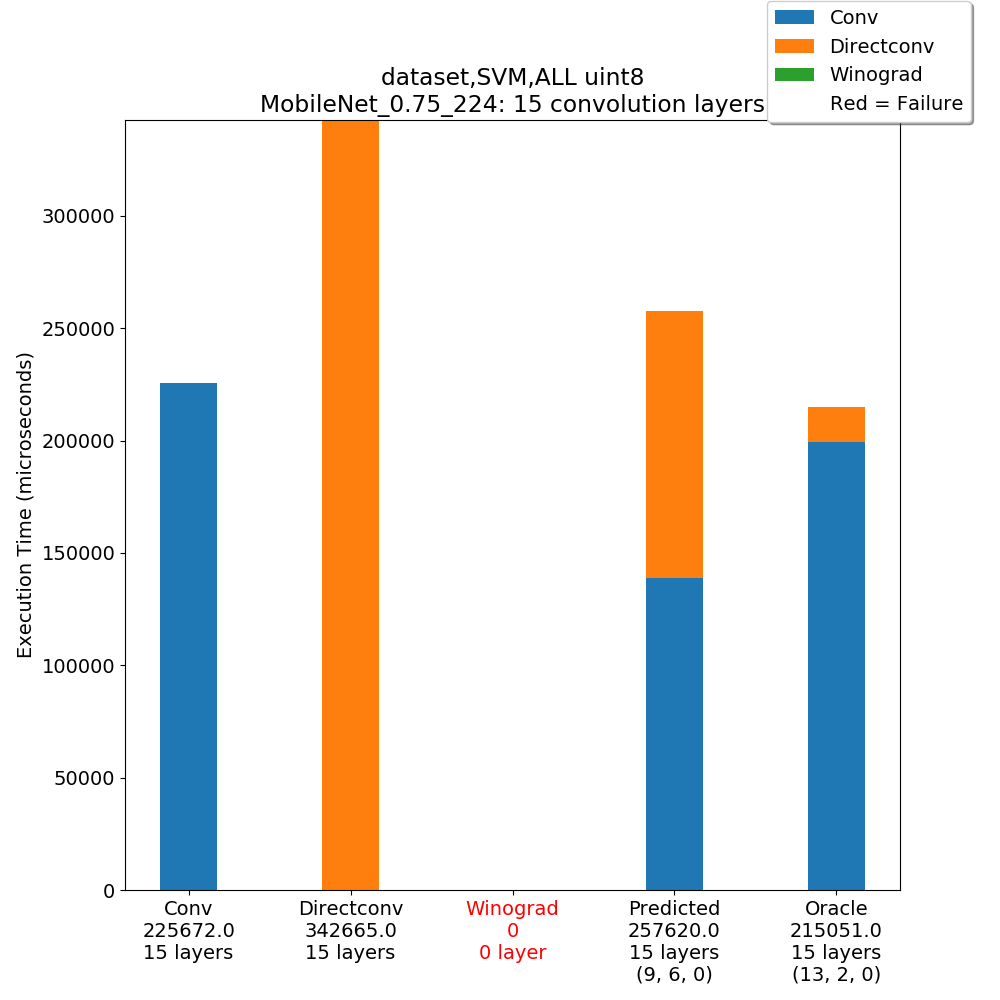 Conv
Directconv
Winograd
Red = Failure
dataset,SVM,ALL uint8
MobileNet_0.75_224: 15 convolution layers
Execution Time (microseconds)
300000
250000
200000
150000
100000
50000
0
Conv
225672.0
15 layers
Directconv
342665.0
15 layers
Winograd
0
0 layer
Predicted
257620.0
15 layers
(9, 6, 0)
Oracle
215051.0
15 layers
(13, 2, 0)